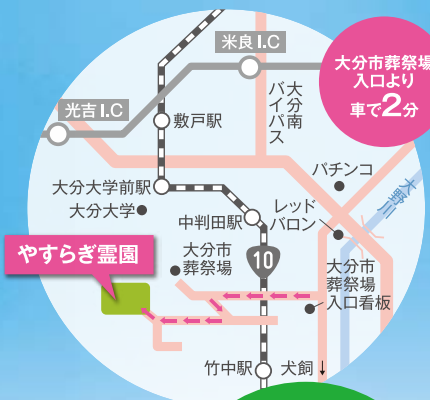 米良I.C
大分市葬祭場
入口より
車で2分
光吉I.C
敷戸駅
大分南
バイパス
大分大学前駅
大分大学
パチンコ
レッド
バロン
大野川
中判田駅
やすらぎ霊園
大分市
葬祭場
10
大分市
葬祭場
入口看板
竹中駅
犬飼↓